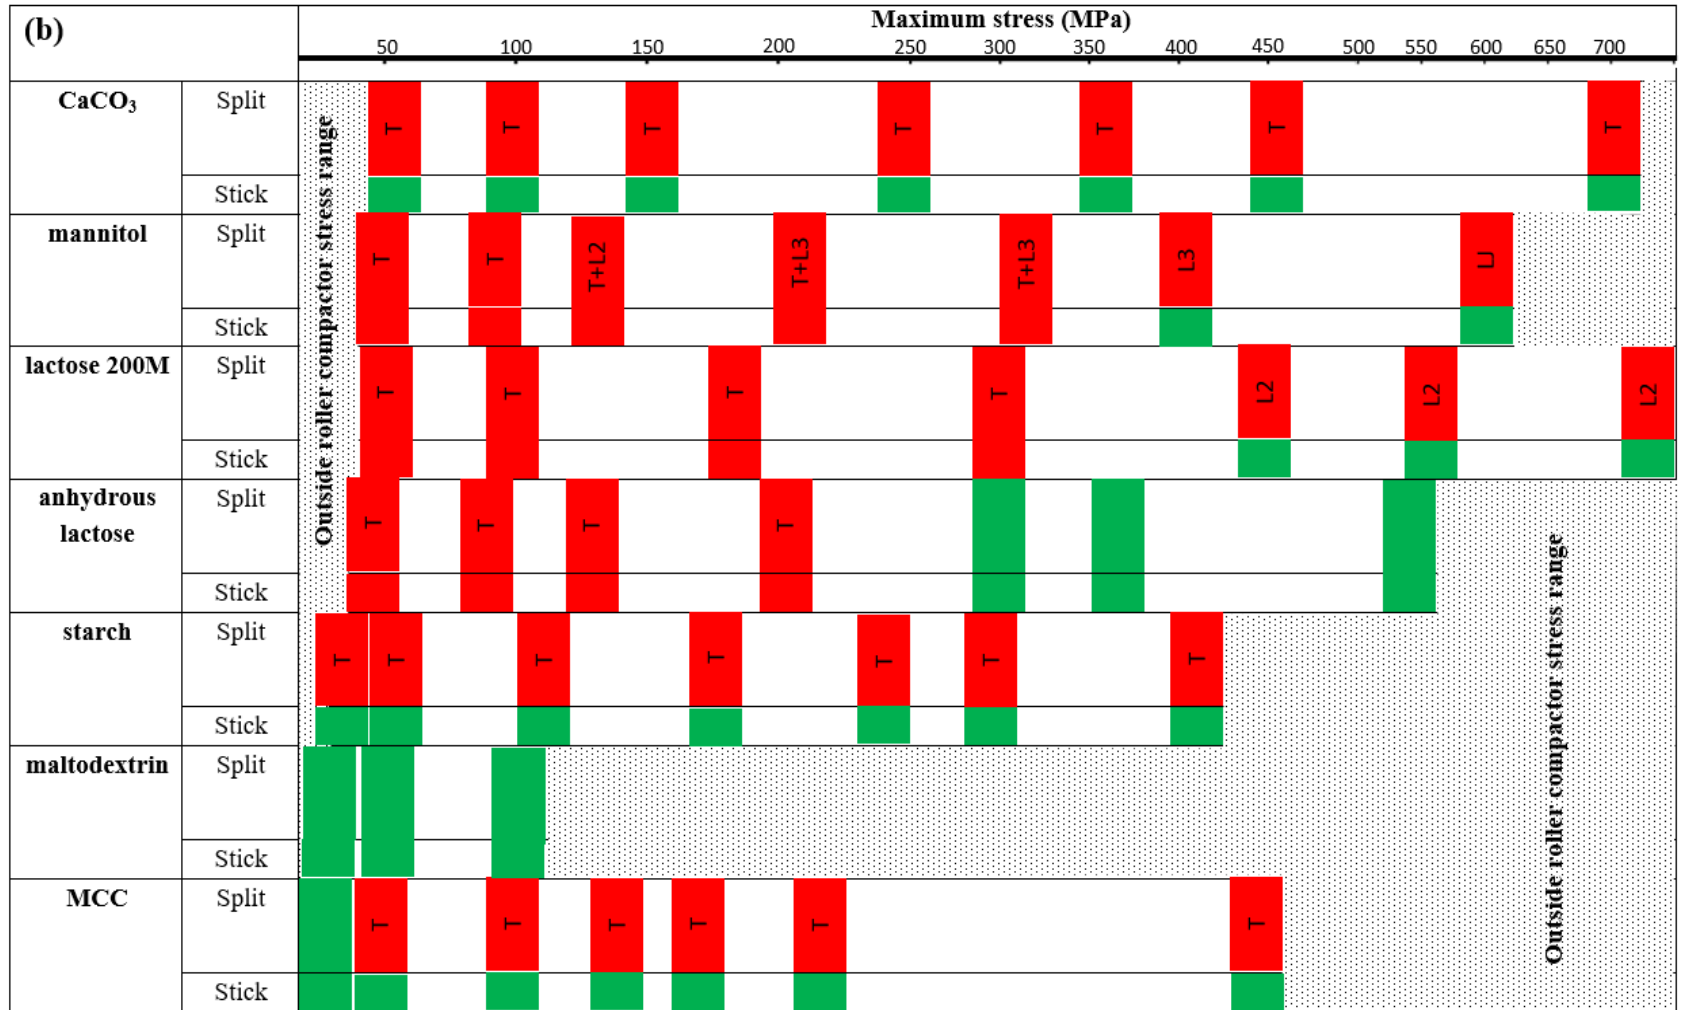 (b)
Maximum stress (MPa)
50 100 150 200 250 300 350 400 450 500 550 600 650 700
Outside roller compactor stress range
CaCO₃ Split T T T T T T T
Stick
mannitol Split T T T+L2 T+L3 T+L3 L3 LJ
Stick
lactose 200M Split T T T T L2 L2 L2
Stick
anhydrous
lactose
Split T T T T
Stick
Outside roller compactor stress range
starch Split T T T T T T T
Stick
maltodextrin Split
Stick
MCC Split T T T T T T
Stick